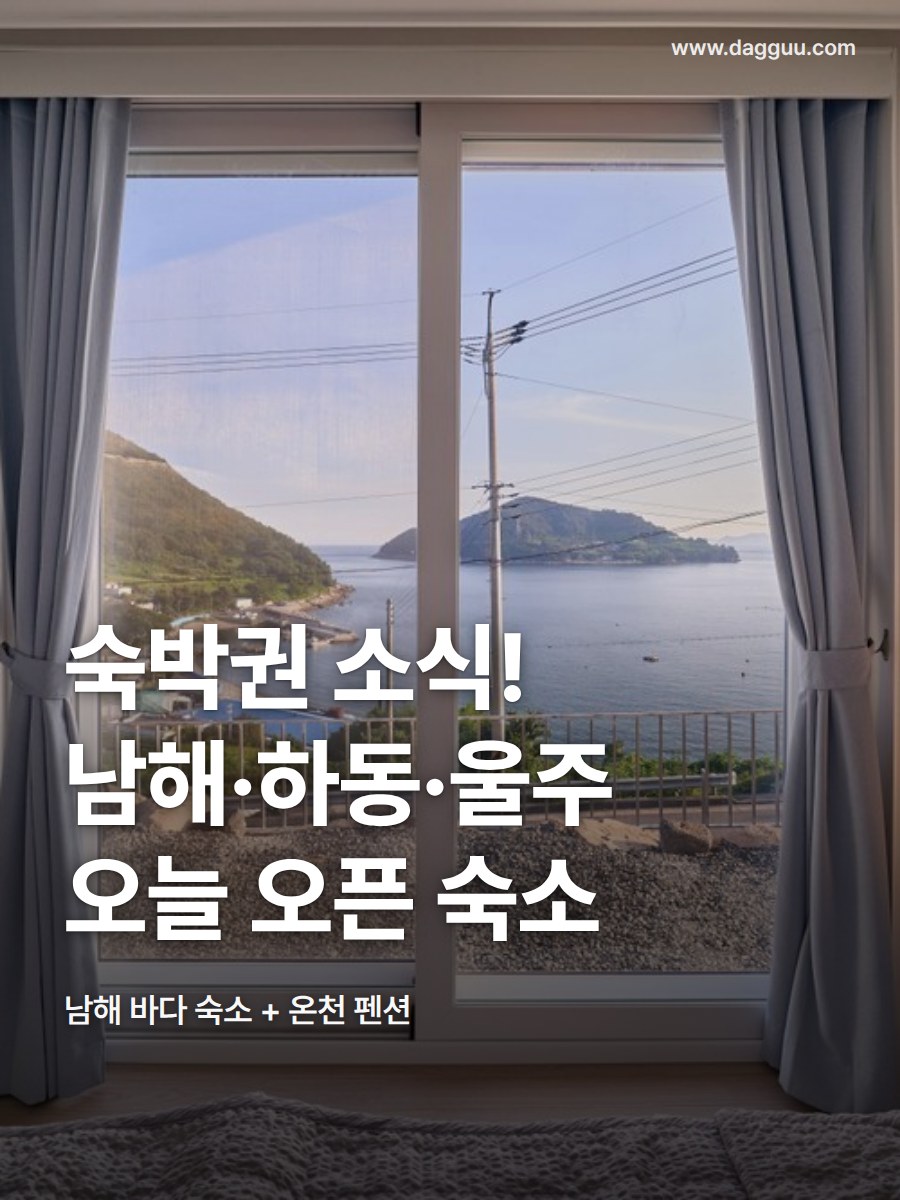 www.dagguu.com
숙박권 소식!
남해·하동·울주
오늘 오픈 숙소
남해 바다 숙소 + 온천 펜션